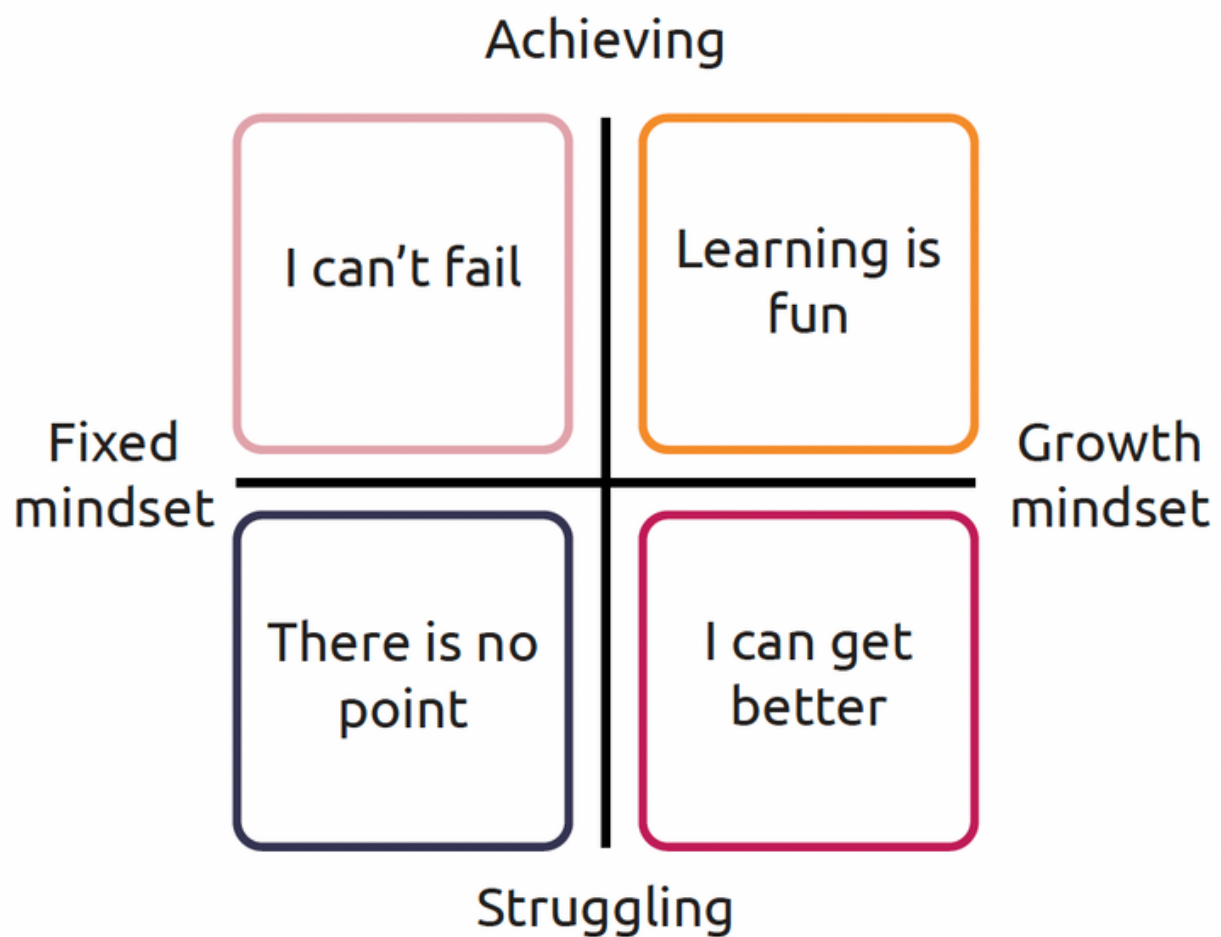 Achieving
I can’t fail
Learning is
fun
Fixed
mindset
Growth
mindset
There is no
point
I can get
better
Struggling